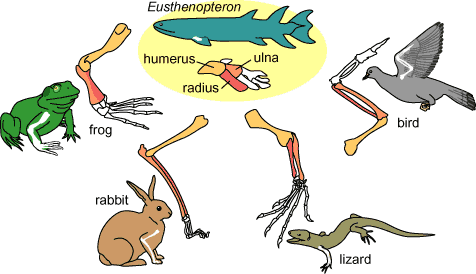 Eusthenopteron
humerus
ulna
radius
frog
bird
rabbit
lizard